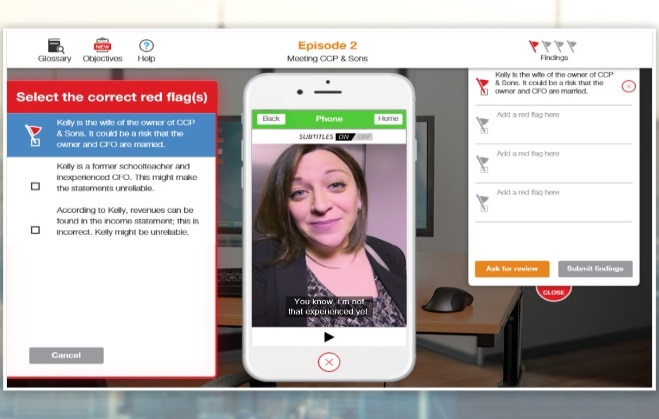 Glossary
NEW
Objectives
?
Help
Episode 2
Meeting CCP & Sons
Findings
Select the correct red flag(s)
Kelly is the wife of the owner of CCP
& Sons. It could be a risk that the
owner and CFO are married.
Kelly is a former schoolteacher and
inexperienced CFO. This might make
the statements unreliable.
According to Kelly, revenues can be
found in the income statement; this is
incorrect. Kelly might be unreliable.
Cancel
Back
Phone
Home
SUBTITLES ON OFF
You know, I'm not
that experienced yet.
Kelly is the wife of the owner of CCP
& Sons. It could be a risk that the
owner and CFO are married.
Add a red flag here
Add a red flag here
Add a red flag here
Ask for review
Submit findings
CLOSE